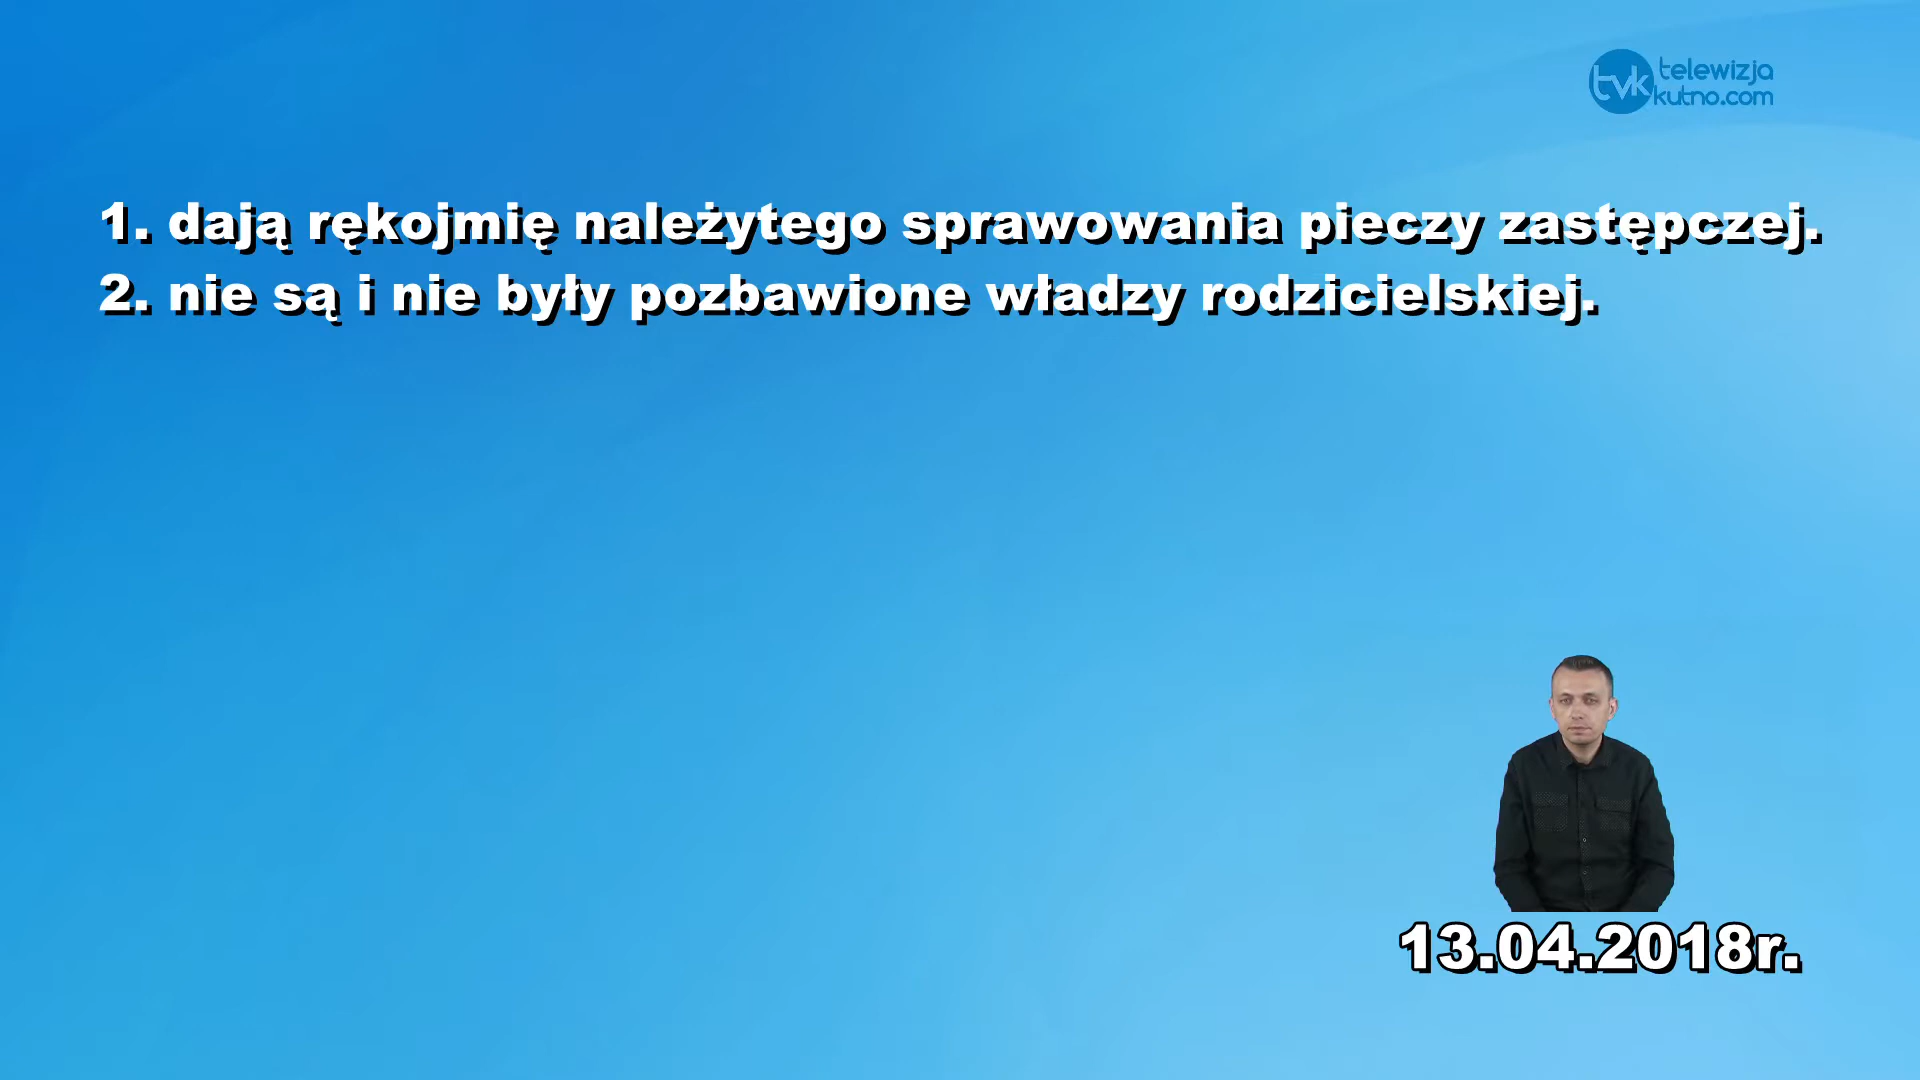 tvk telewizja
kutno.com
1. dają rękojmię należytego sprawowania pieczy zastępczej.
2. nie są i nie były pozbawione władzy rodzicielskiej.
13.04.2018r.